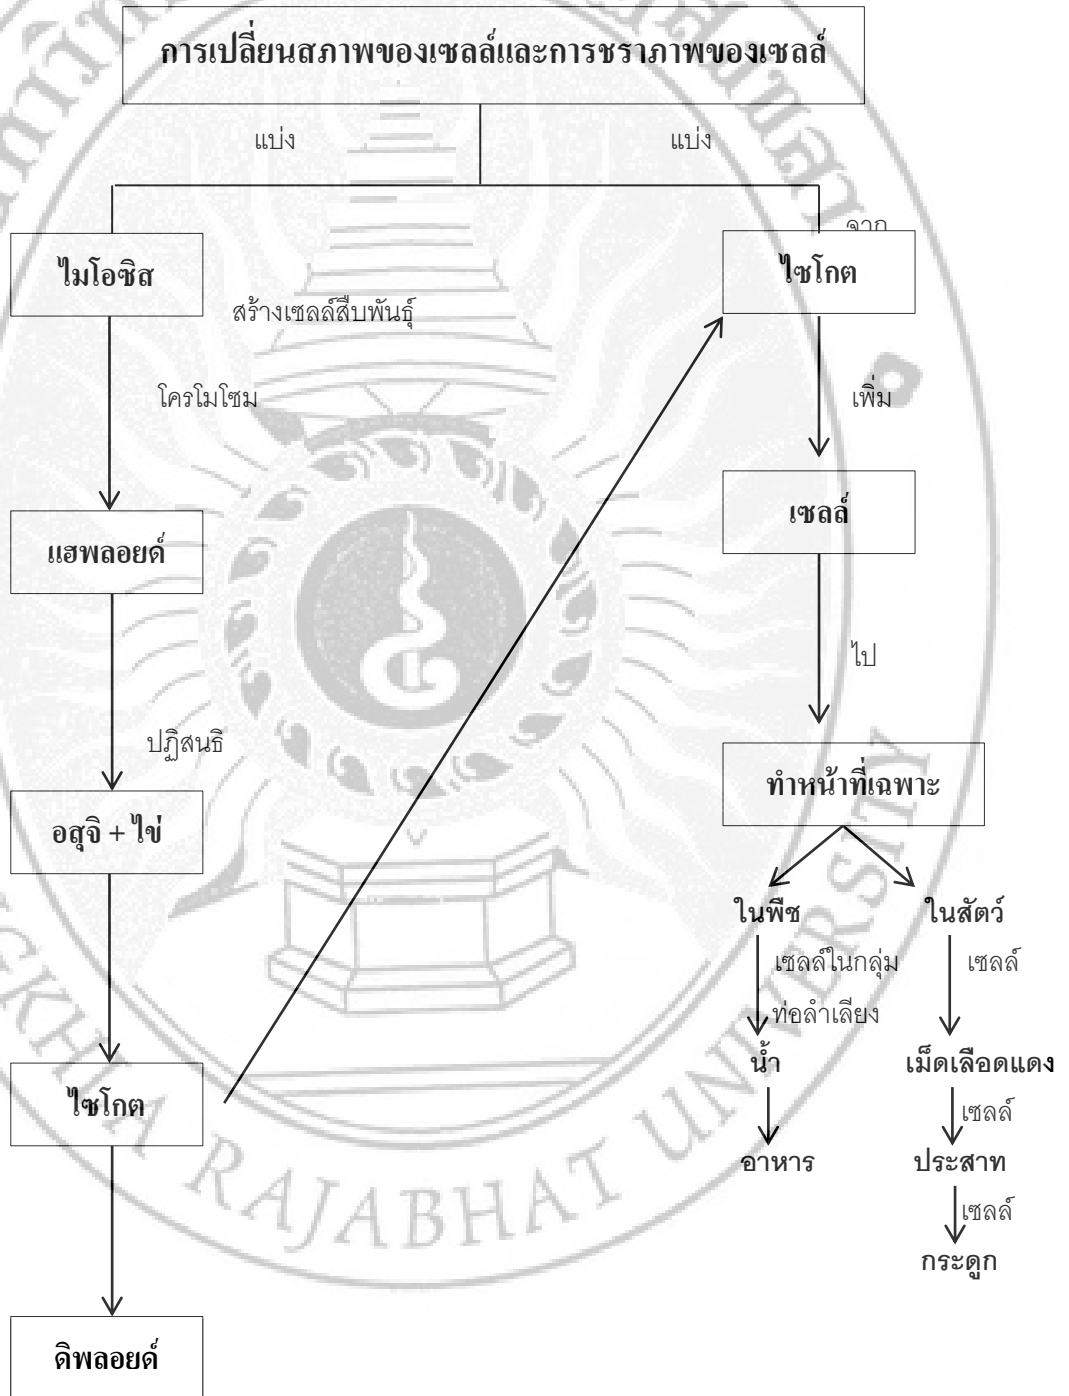 การเปลี่ยนสภาพของเซลล์และการชราภาพของเซลล์
แบ่ง
แบ่ง
จาก
ไมโอซิส
ไซโกต
สร้างเซลล์สืบพันธุ์
โครโมโซม
เพิ่ม
แฮพลอยด์
เซลล์
ไป
ปฏิสนธิ
อสุจิ + ไข่
ทำหน้าที่เฉพาะ
ในพืช
ในสัตว์
เซลล์ในกลุ่ม
เซลล์
ท่อลำเลียง
น้ำ
เม็ดเลือดแดง
ไซโกต
เซลล์
อาหาร
ประสาท
เซลล์
กระดูก
ดิพลอยด์
RAJABHAT UNIVERSITY